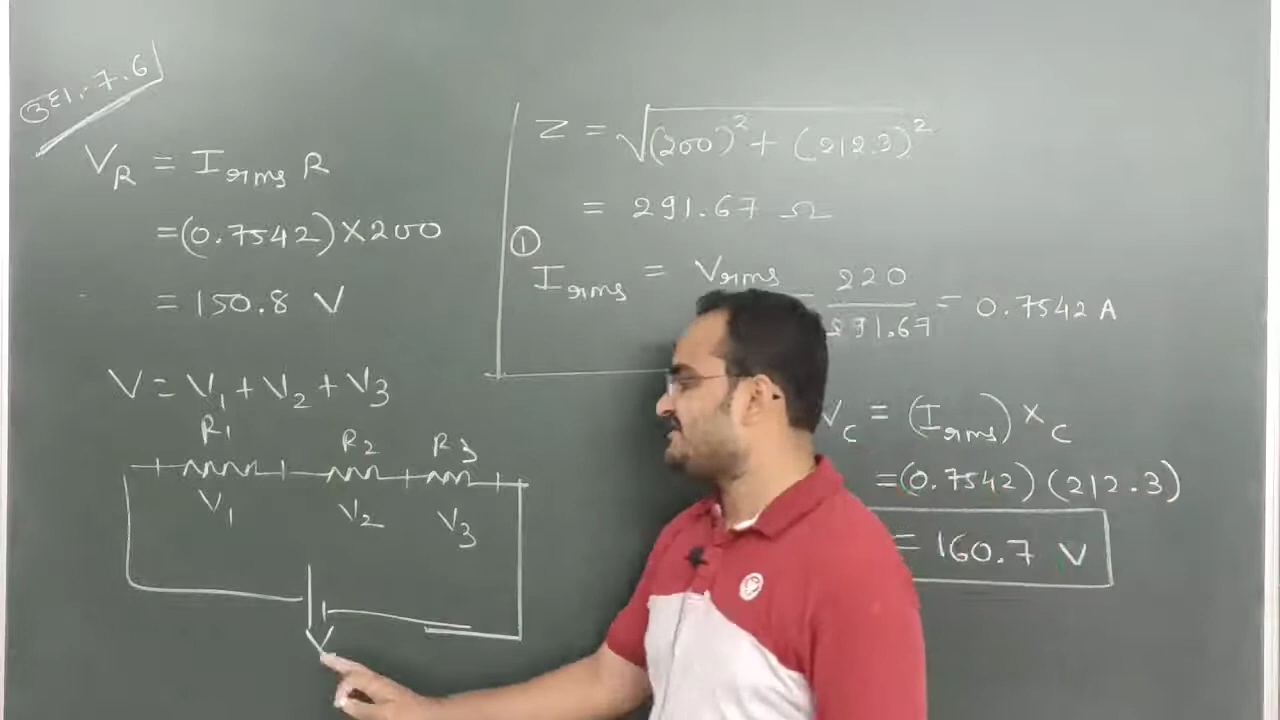 ③ε1.7.6
V_R = I_rms R
=(0.7542)×200
= 150.8 V
V = V₁ + V₂ + V₃
R₁ R₂ R₃
V₁ V₂ V₃
V
Z = √(200)² + (212.3)²
= 291.67 Ω
①
I_rms = V_rms = 220/291.67 = 0.7542 A
V_C = (I_rms) X_C
=(0.7542)(212.3)
= 160.7 V